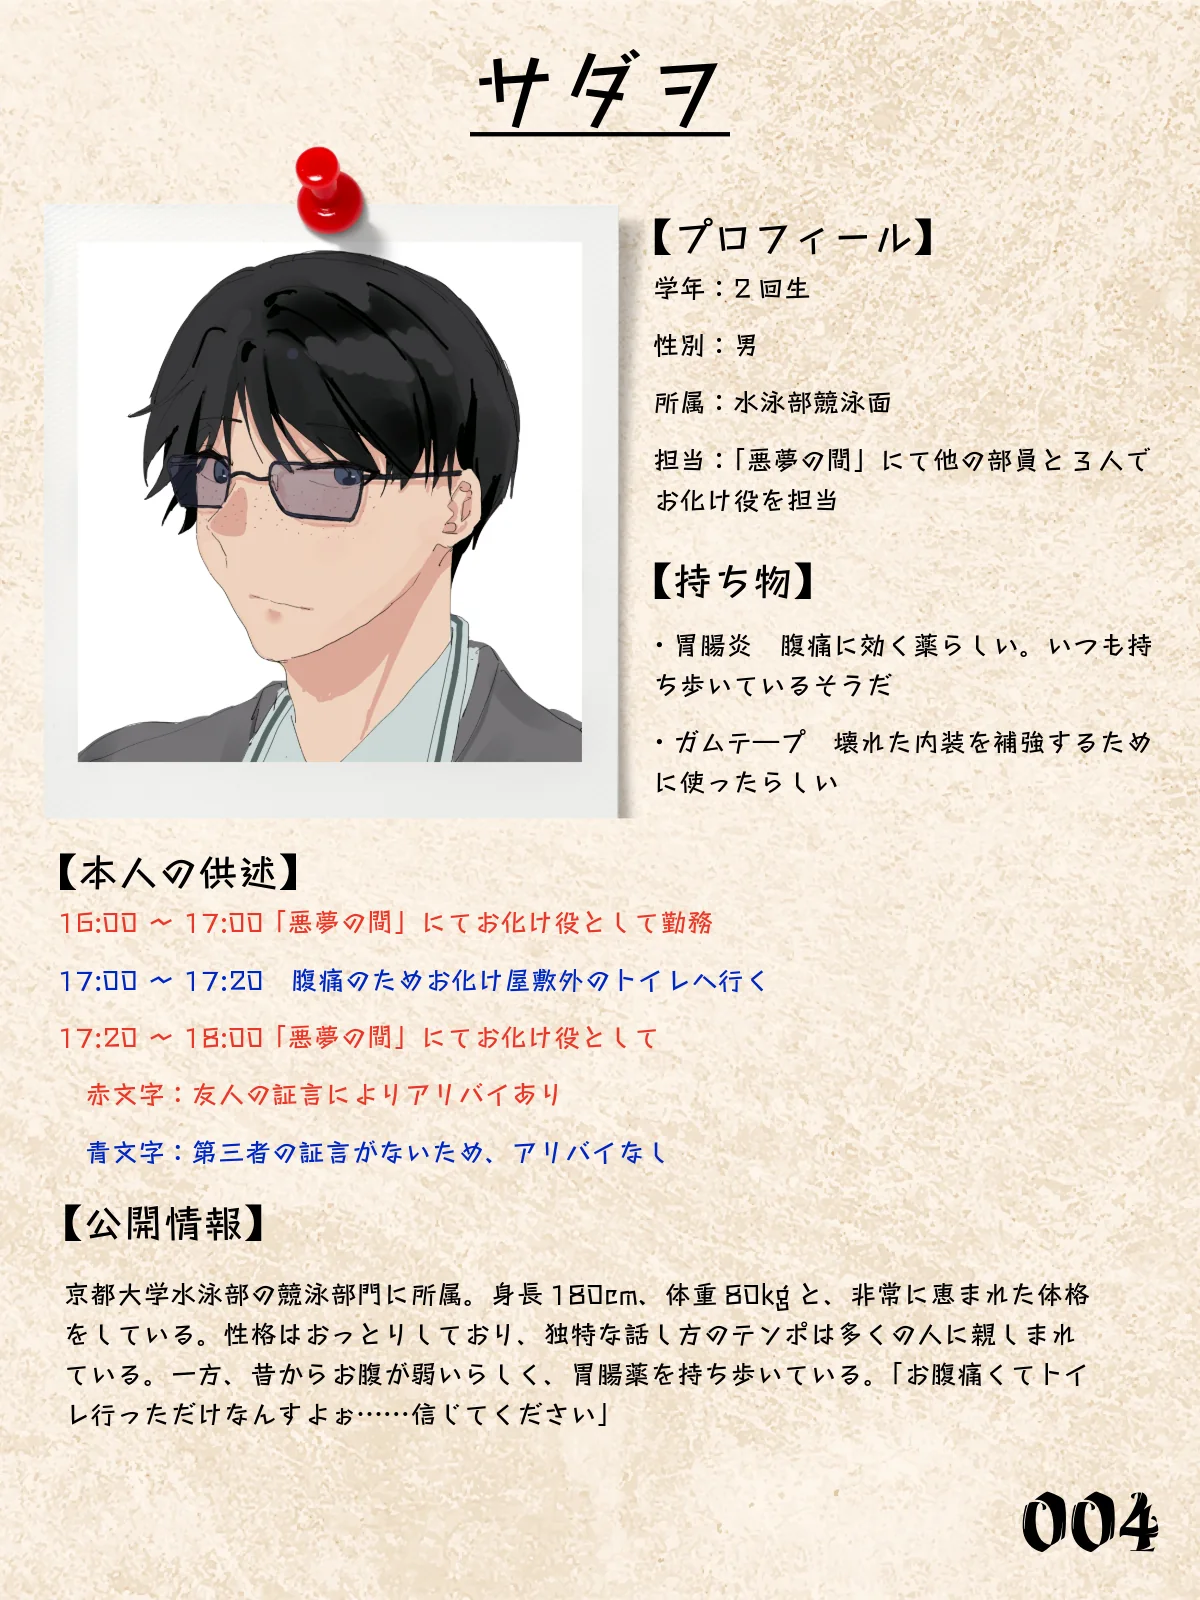 サダヲ
【プロフィール】
学年：2回生
性別：男
所属：水泳部競泳面
担当：「悪夢の間」にて他の部員と3人で
お化け役を担当
【持ち物】
・胃腸炎　腹痛に効く薬らしい。いつも持
ち歩いているそうだ
・ガムテープ　壊れた内装を補強するため
に使ったらしい
【本人の供述】
16:00 ～ 17:00「悪夢の間」にてお化け役として勤務
17:00 ～ 17:20　腹痛のためお化け屋敷外のトイレへ行く
17:20 ～ 18:00「悪夢の間」にてお化け役として
赤文字：友人の証言によりアリバイあり
青文字：第三者の証言がないため、アリバイなし
【公開情報】
京都大学水泳部の競泳部門に所属。身長180cm、体重80kgと、非常に恵まれた体格
をしている。性格はおっとりしており、独特な話し方のテンポは多くの人に親しまれ
ている。一方、昔からお腹が弱いらしく、胃腸薬を持ち歩いている。「お腹痛くてトイ
レ行っただけなんすよぉ……信じてください」
004